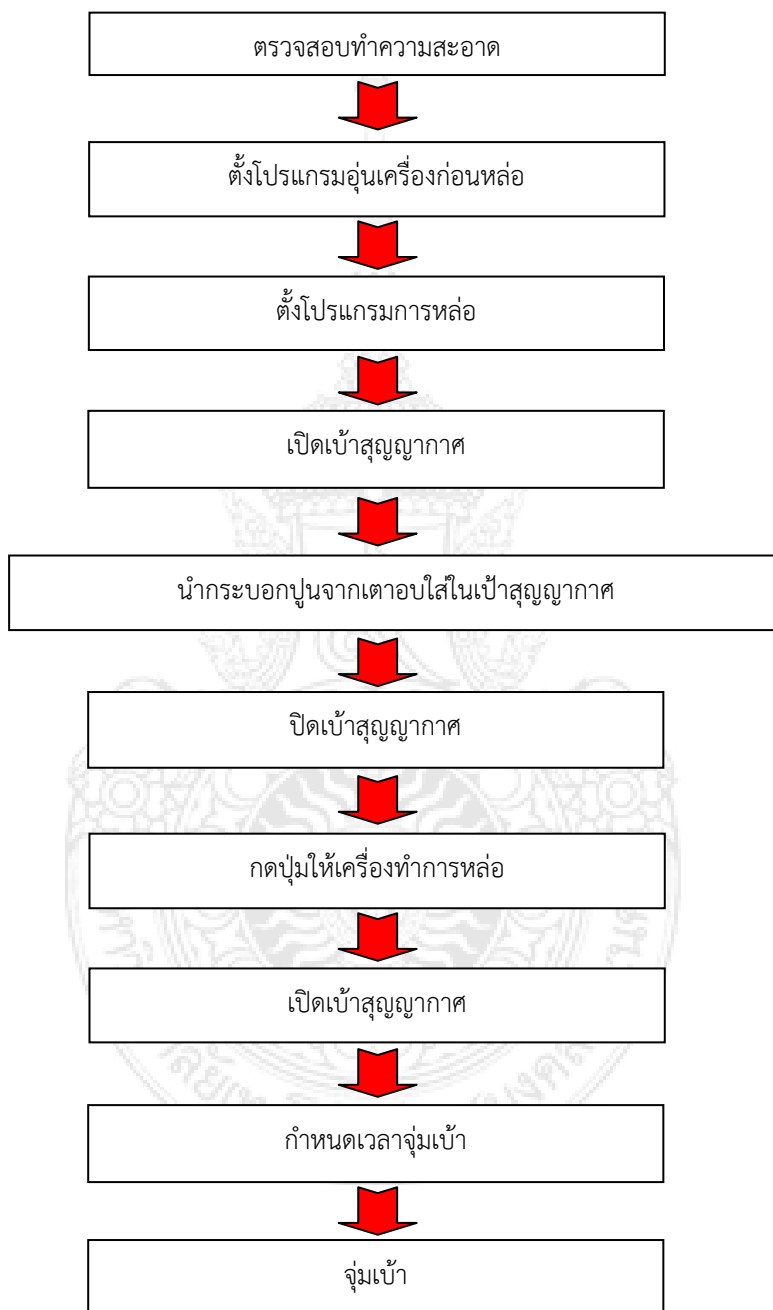 ตรวจสอบทำความสะอาด
ตั้งโปรแกรมอุ่นเครื่องก่อนหล่อ
ตั้งโปรแกรมการหล่อ
เปิดเบ้าสุญญากาศ
นำกระบอกปูนจากเตาอบใส่ในเป้าสุญญากาศ
ปิดเบ้าสุญญากาศ
กดปุ่มให้เครื่องทำการหล่อ
เปิดเบ้าสุญญากาศ
กำหนดเวลาจุ่มเบ้า
จุ่มเบ้า